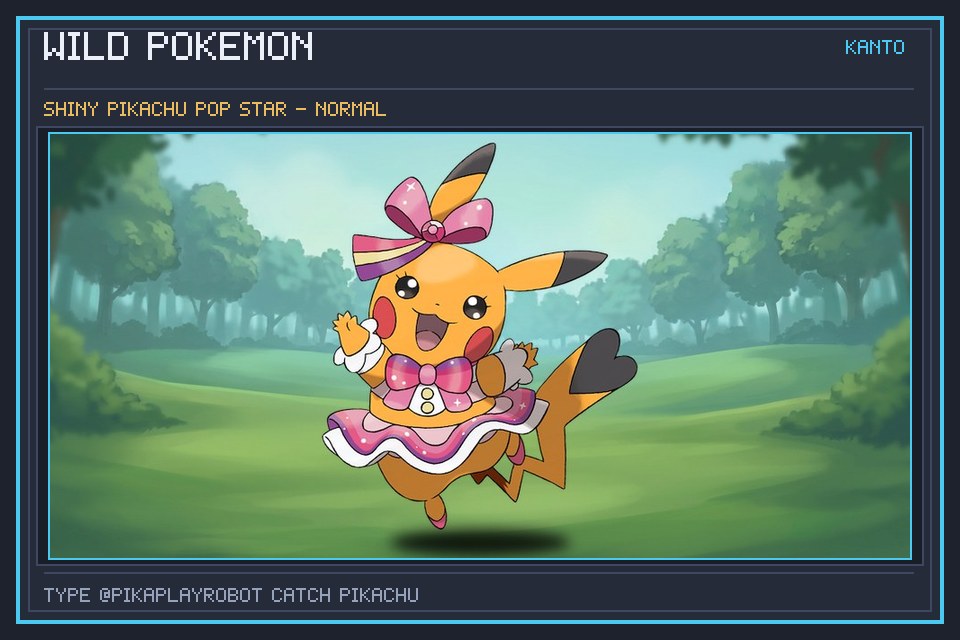 WILD POKEMON
KANTO
SHINY PIKACHU POP STAR - NORMAL
TYPE @PIKAPLAYROBOT CATCH PIKACHU